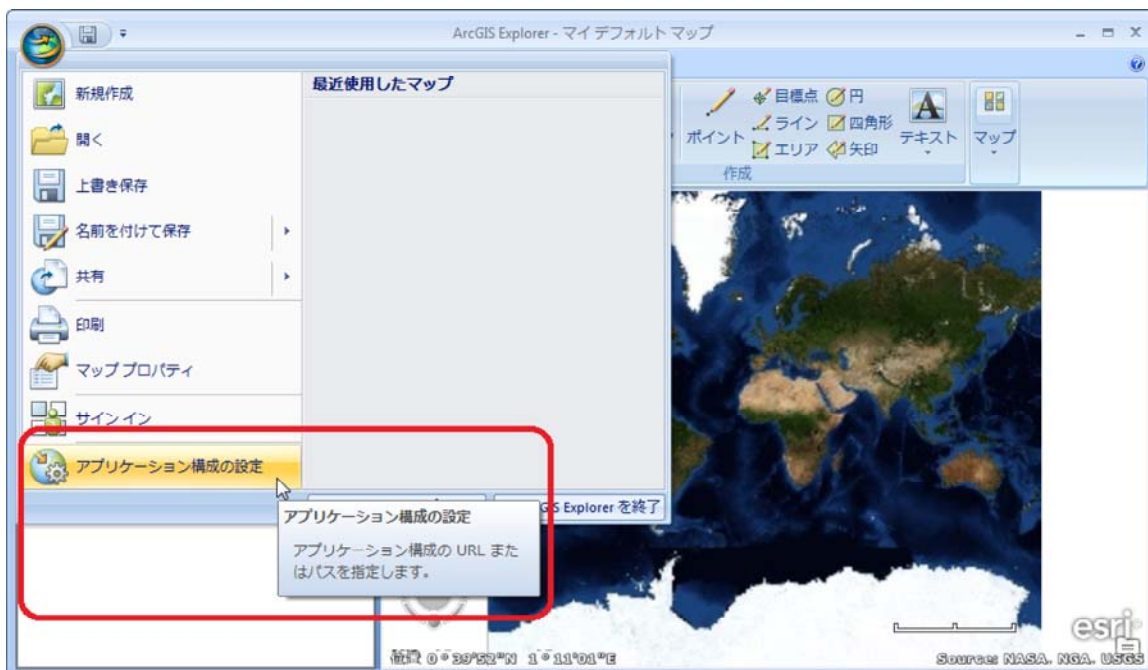 ArcGIS Explorer - マイ デフォルト マップ
新規作成
開く
上書き保存
名前を付けて保存
共有
印刷
マップ プロパティ
サイン イン
アプリケーション構成の設定
最近使用したマップ
Explorer を終了
アプリケーション構成の設定
アプリケーション構成の URL また
はパスを指定します。
ポイント
目標点
円
ライン
四角形
エリア
矢印
A
テキスト
マップ
作成
0°39'52"N 1°11'01"E
esri
Sources: NASA, NGA, USGS